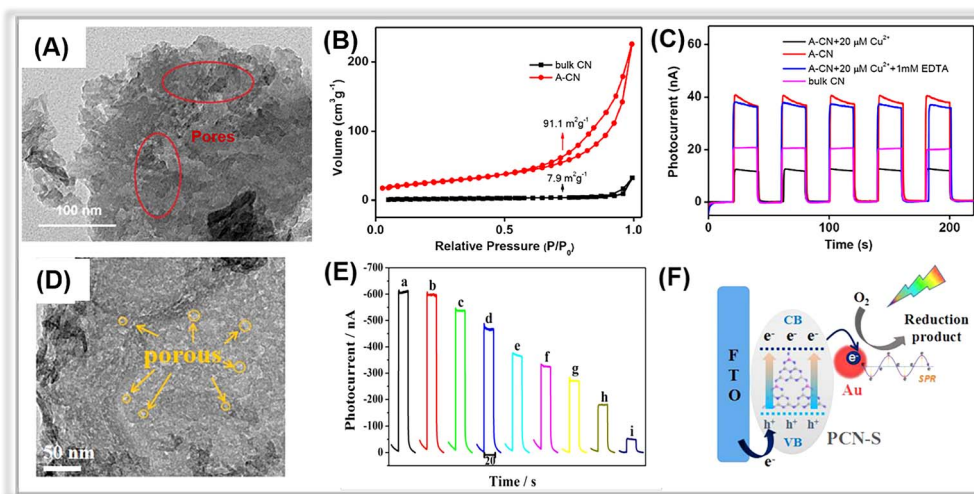 (A)
Pores
100 nm
(B)
Volume (cm³g⁻¹)
200
100
0
bulk CN
A-CN
91.1 m²g⁻¹
7.9 m²g⁻¹
0.0
0.5
1.0
Relative Pressure (P/P₀)
(C)
Photocurrent (nA)
60
40
20
0
A-CN+20 μM Cu²⁺
A-CN
A-CN+20 μM Cu²⁺+1mM EDTA
bulk CN
0
100
200
Time (s)
(D)
porous
50 nm
(E)
Photocurrent / nA
-700
-600
-500
-400
-300
-200
-100
0
a
b
c
d
e
f
g
h
i
20
Time / s
(F)
FTO
CB
e⁻ e⁻ e⁻
h⁺ h⁺ h⁺
VB
e⁻
PCN-S
e⁻
Au
O₂
Reduction
product
SPR